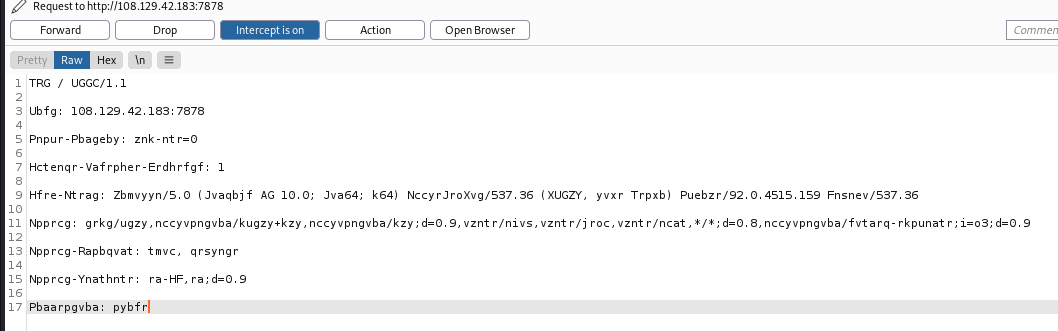 Request to http://108.129.42.183:7878
Forward Drop Intercept is on Action Open Browser Commen
Pretty Raw Hex \n ≡
1 TRG / UGGC/1.1
2
3 Ubfg: 108.129.42.183:7878
4
5 Pnpur-Pbageby: znk-ntr=0
6
7 Hctenqr-Vafrpher-Erdhrfgf: 1
8
9 Hfre-Ntrag: Zbmvyyn/5.0 (Jvaqbjf AG 10.0; Jva64; k64) NccyrJroXvg/537.36 (XUGZY, yvxr Trpxb) Puebzr/92.0.4515.159 Fnsnev/537.36
10
11 Npprcg: grkg/ugzy,nccyvpngvba/kugzy+kzy,nccyvpngvba/kzy;d=0.9,vzntr/nivs,vzntr/jroc,vzntr/ncat,*/*;d=0.8,nccyvpngvba/fvtarq-rkpunatr;i=o3;d=0.9
12
13 Npprcg-Rapbqvat: tmvc, qrsyngr
14
15 Npprcg-Ynathntr: ra-HF,ra;d=0.9
16
17 Pbaarpgvba: pybfr